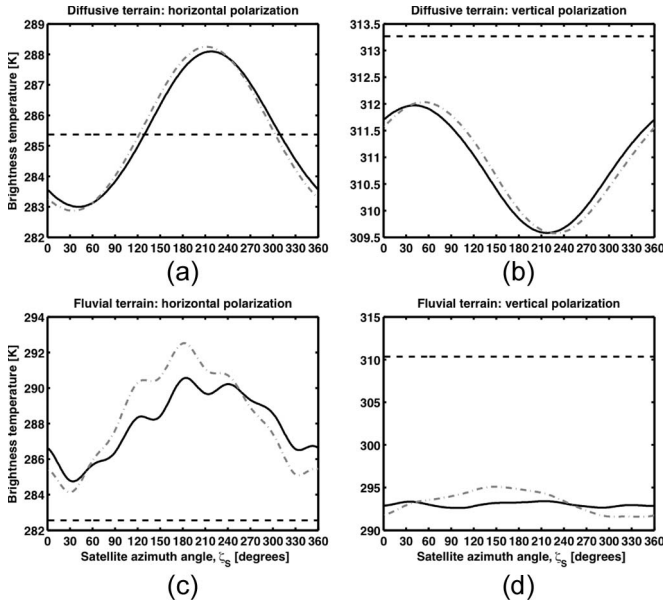 Diffusive terrain: horizontal polarization
Brightness temperature [K]
289
288
287
286
285
284
283
282
0 30 60 90 120 150 180 210 240 270 300 330 360
(a)
Diffusive terrain: vertical polarization
313.5
313
312
311.5
310.5
310
309.5
0 30 60 90 120 150 180 210 240 270 300 330 360
(b)
Fluvial terrain: horizontal polarization
Brightness temperature [K]
294
292
290
288
286
284
282
0 30 60 90 120 150 180 210 240 270 300 330 360
Satellite azimuth angle, ζS [degrees]
(c)
Fluvial terrain: vertical polarization
315
310
305
300
295
290
0 30 60 90 120 150 180 210 240 270 300 330 360
Satellite azimuth angle, ζS [degrees]
(d)